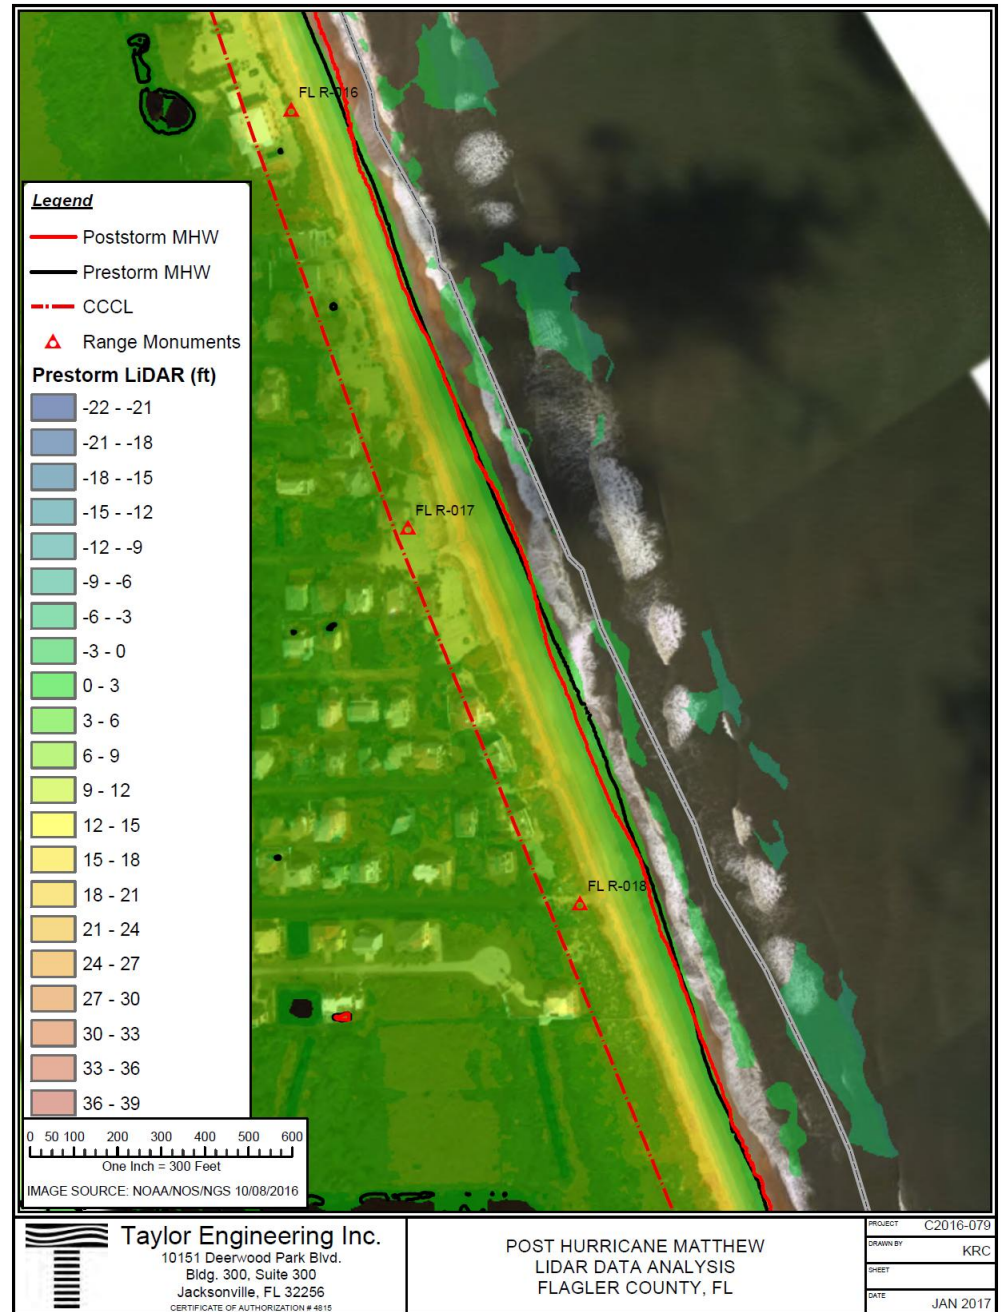 FL R-016
Legend
Poststorm MHW
Prestorm MHW
CCCL
Range Monuments
Prestorm LiDAR (ft)
-22 - -21
-21 - -18
-18 - -15
-15 - -12
-12 - -9
-9 - -6
-6 - -3
-3 - 0
0 - 3
3 - 6
6 - 9
9 - 12
12 - 15
15 - 18
18 - 21
21 - 24
24 - 27
27 - 30
30 - 33
33 - 36
36 - 39
FL R-017
FL R-018
0 50 100 200 300 400 500 600
One Inch = 300 Feet
IMAGE SOURCE: NOAA/NOS/NGS 10/08/2016
Taylor Engineering Inc.
10151 Deerwood Park Blvd.
Bldg. 300, Suite 300
Jacksonville, FL 32256
CERTIFICATE OF AUTHORIZATION # 4815
POST HURRICANE MATTHEW
LIDAR DATA ANALYSIS
FLAGLER COUNTY, FL
PROJECT C2016-079
DRAWN BY KRC
SHEET
DATE JAN 2017